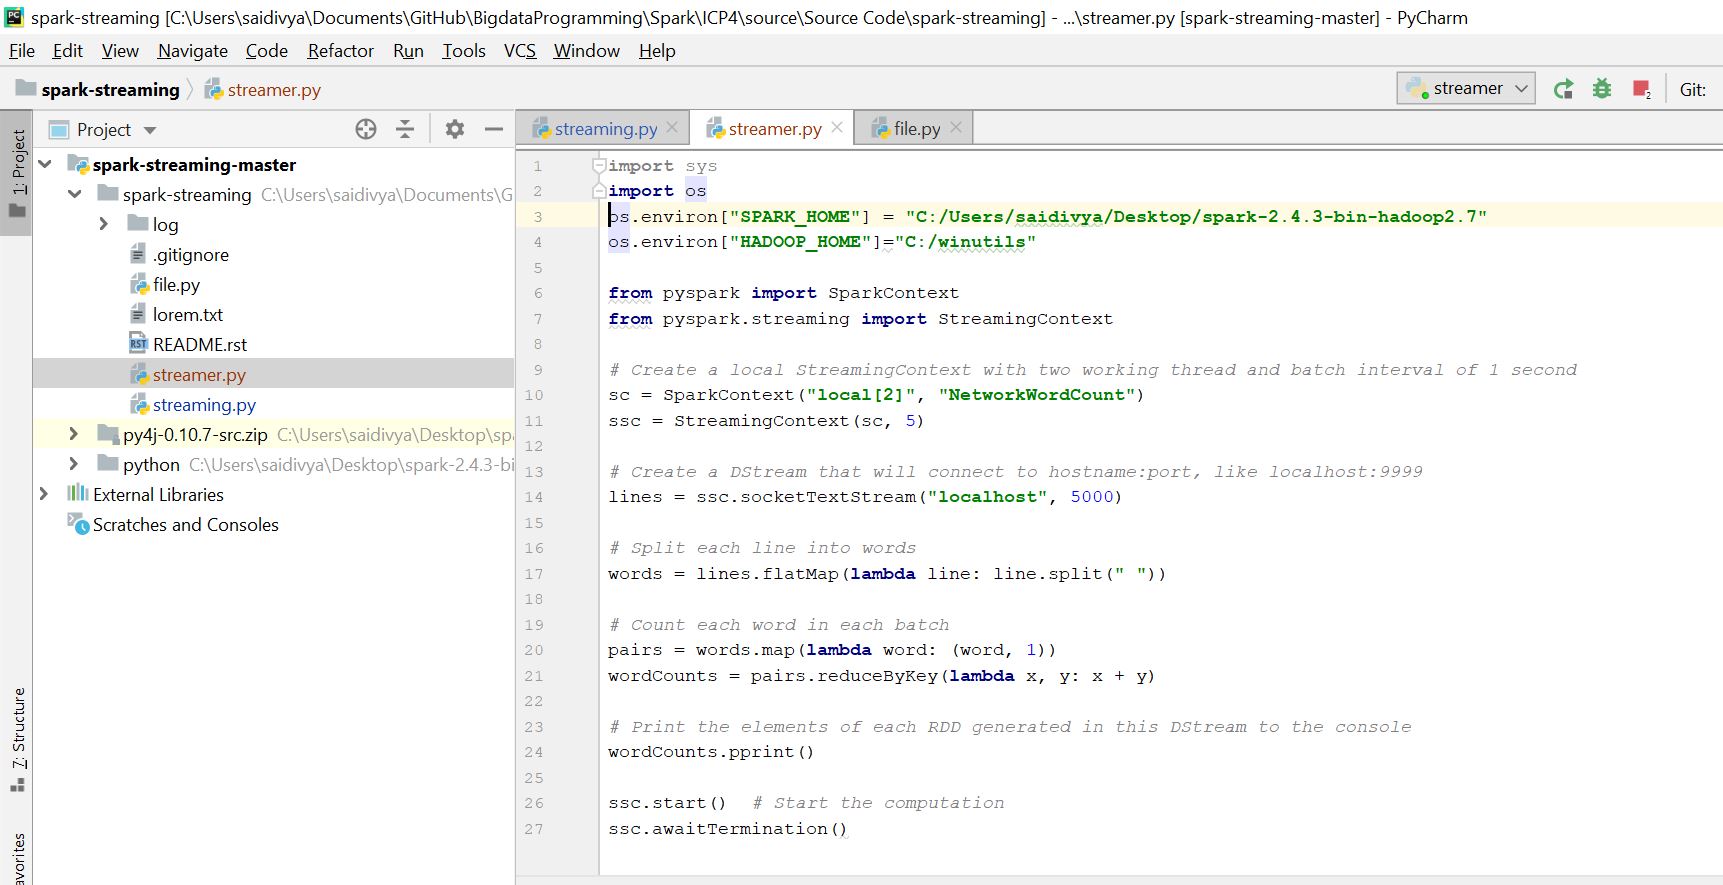 spark-streaming [C:\Users\saidivya\Documents\GitHub\BigdataProgramming\Spark\ICP4\source\Source Code\spark-streaming] - ...\streamer.py [spark-streaming-master] - PyCharm
File Edit View Navigate Code Refactor Run Tools VCS Window Help
spark-streaming streamer.py streamer 2 Git:
1: Project
7: Structure
avorites
Project
spark-streaming-master
spark-streaming C:\Users\saidivya\Documents\G
log
.gitignore
file.py
lorem.txt
README.rst
streamer.py
streaming.py
py4j-0.10.7-src.zip C:\Users\saidivya\Desktop\sp
python C:\Users\saidivya\Desktop\spark-2.4.3-bi
External Libraries
Scratches and Consoles
streaming.py streamer.py file.py
1 import sys
2 import os
3 os.environ["SPARK_HOME"] = "C:/Users/saidivya/Desktop/spark-2.4.3-bin-hadoop2.7"
4 os.environ["HADOOP_HOME"]="C:/winutils"
5
6 from pyspark import SparkContext
7 from pyspark.streaming import StreamingContext
8
9 # Create a local StreamingContext with two working thread and batch interval of 1 second
10 sc = SparkContext("local[2]", "NetworkWordCount")
11 ssc = StreamingContext(sc, 5)
12
13 # Create a DStream that will connect to hostname:port, like localhost:9999
14 lines = ssc.socketTextStream("localhost", 5000)
15
16 # Split each line into words
17 words = lines.flatMap(lambda line: line.split(" "))
18
19 # Count each word in each batch
20 pairs = words.map(lambda word: (word, 1))
21 wordCounts = pairs.reduceByKey(lambda x, y: x + y)
22
23 # Print the elements of each RDD generated in this DStream to the console
24 wordCounts.pprint()
25
26 ssc.start()  # Start the computation
27 ssc.awaitTermination()